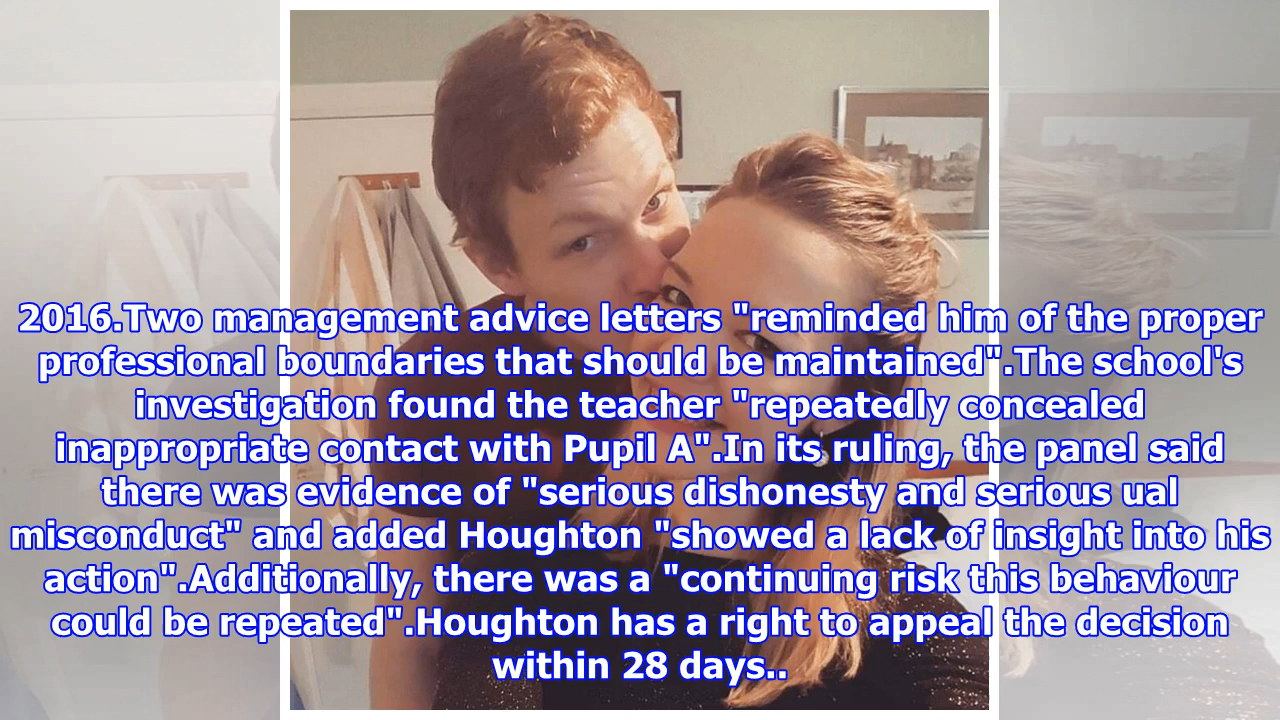 2016.Two management advice letters "reminded him of the proper
professional boundaries that should be maintained".The school's
investigation found the teacher "repeatedly concealed
inappropriate contact with Pupil A".In its ruling, the panel said
there was evidence of "serious dishonesty and serious ual
misconduct" and added Houghton "showed a lack of insight into his
action".Additionally, there was a "continuing risk this behaviour
could be repeated".Houghton has a right to appeal the decision
within 28 days..